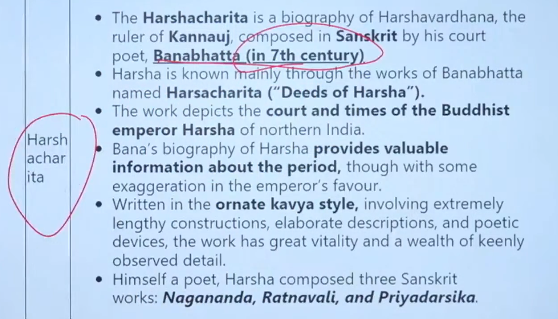 • The Harshacharita is a biography of Harshavardhana, the
ruler of Kannauj, composed in Sanskrit by his court
poet, Banabhatta (in 7th century)
• Harsha is known mainly through the works of Banabhatta
named Harsacharita (“Deeds of Harsha”).
• The work depicts the court and times of the Buddhist
emperor Harsha of northern India.
Harsh
achar
ita
• Bana’s biography of Harsha provides valuable
information about the period, though with some
exaggeration in the emperor’s favour.
• Written in the ornate kavya style, involving extremely
lengthy constructions, elaborate descriptions, and poetic
devices, the work has great vitality and a wealth of keenly
observed detail.
• Himself a poet, Harsha composed three Sanskrit
works: Nagananda, Ratnavali, and Priyadarsika.